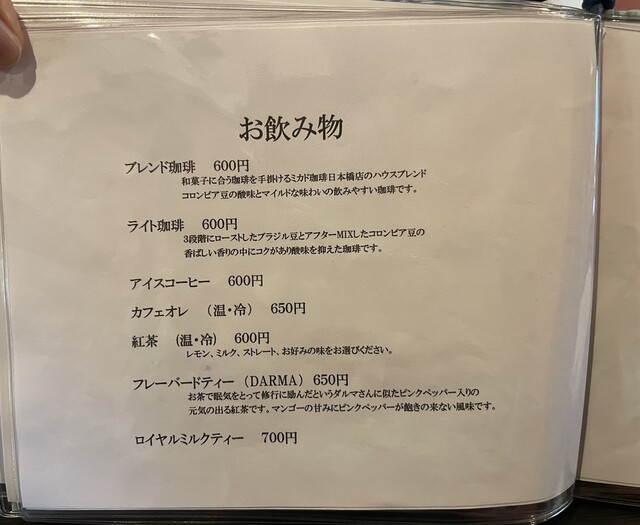 お飲み物
ブレンド珈琲　600円
和菓子に合う珈琲を手掛けるミカド珈琲日本橋店のハウスブレンド
コロンビア豆の酸味とマイルドな味わいの飲みやすい珈琲です。
ライト珈琲　600円
3段階にローストしたブラジル豆とアフターMIXしたコロンビア豆の
香ばしい香りの中にコクがあり酸味を抑えた珈琲です。
アイスコーヒー　600円
カフェオレ　（温・冷）　650円
紅茶　（温・冷）　600円
レモン、ミルク、ストレート、お好みの味をお選びください。
フレーバードティー（DARMA）650円
お茶で眠気をとって修行に励んだというダルマさんに似たピンクペッパー入りの
元気の出る紅茶です。マンゴーの甘みにピンクペッパーが飽きの来ない風味です。
ロイヤルミルクティー　700円